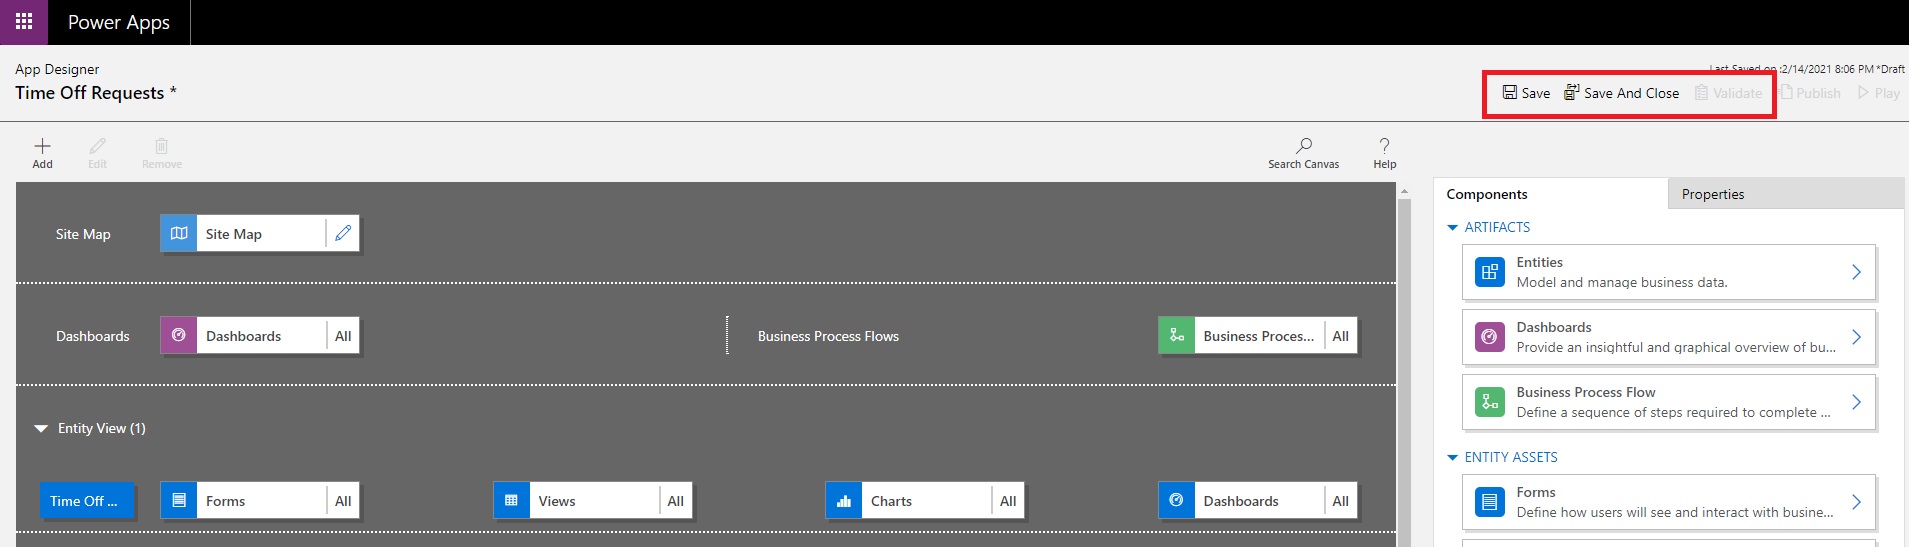 Power Apps
App Designer
Last Saved on :2/14/2021 8:06 PM *Draft
Time Off Requests *
Save Save And Close Validate Publish Play
Add Edit Remove Search Canvas Help
Components Properties
ARTIFACTS
Site Map Site Map
Entities
Model and manage business data.
Dashboards Dashboards All Business Process Flows Business Proces... All
Dashboards
Provide an insightful and graphical overview of bu...
Business Process Flow
Define a sequence of steps required to complete ...
Entity View (1)
ENTITY ASSETS
Time Off ... Forms All Views All Charts All Dashboards All
Forms
Define how users will see and interact with busine...